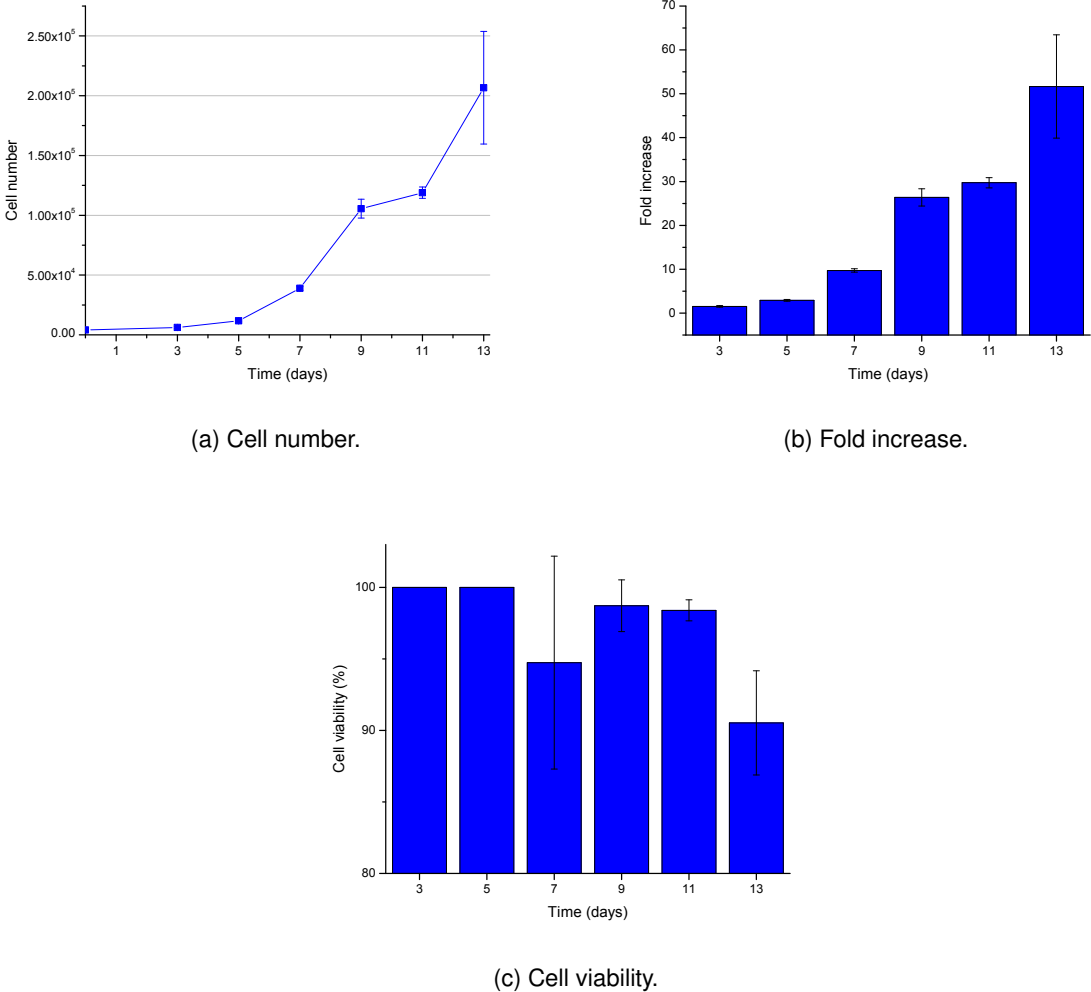 2.50x10⁵
2.00x10⁵
1.50x10⁵
1.00x10⁵
5.00x10⁴
0.00
Cell number
1 3 5 7 9 11 13
Time (days)
(a) Cell number.
70
60
50
40
30
20
10
0
Fold increase
3 5 7 9 11 13
Time (days)
(b) Fold increase.
100
90
80
Cell viability (%)
3 5 7 9 11 13
Time (days)
(c) Cell viability.